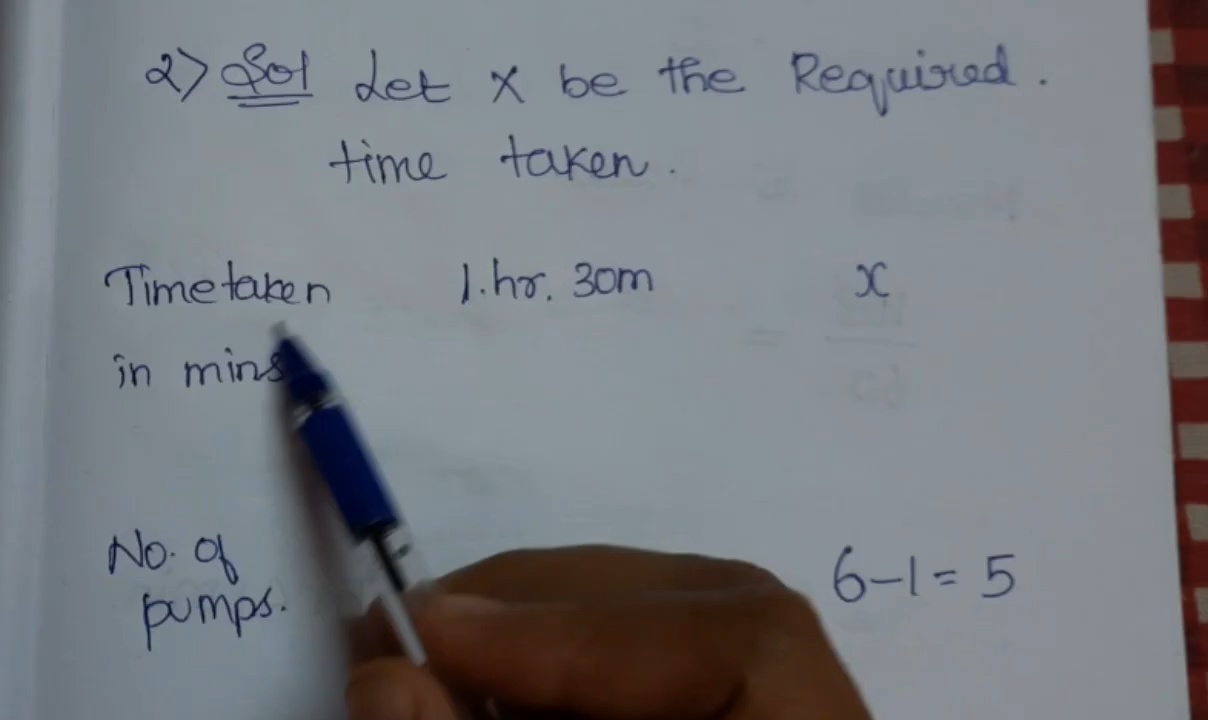 2) Sol Let x be the Required.
time taken.
Timetaken 1.hr. 30m x
in mins
No. of
pumps. 6-1 = 5